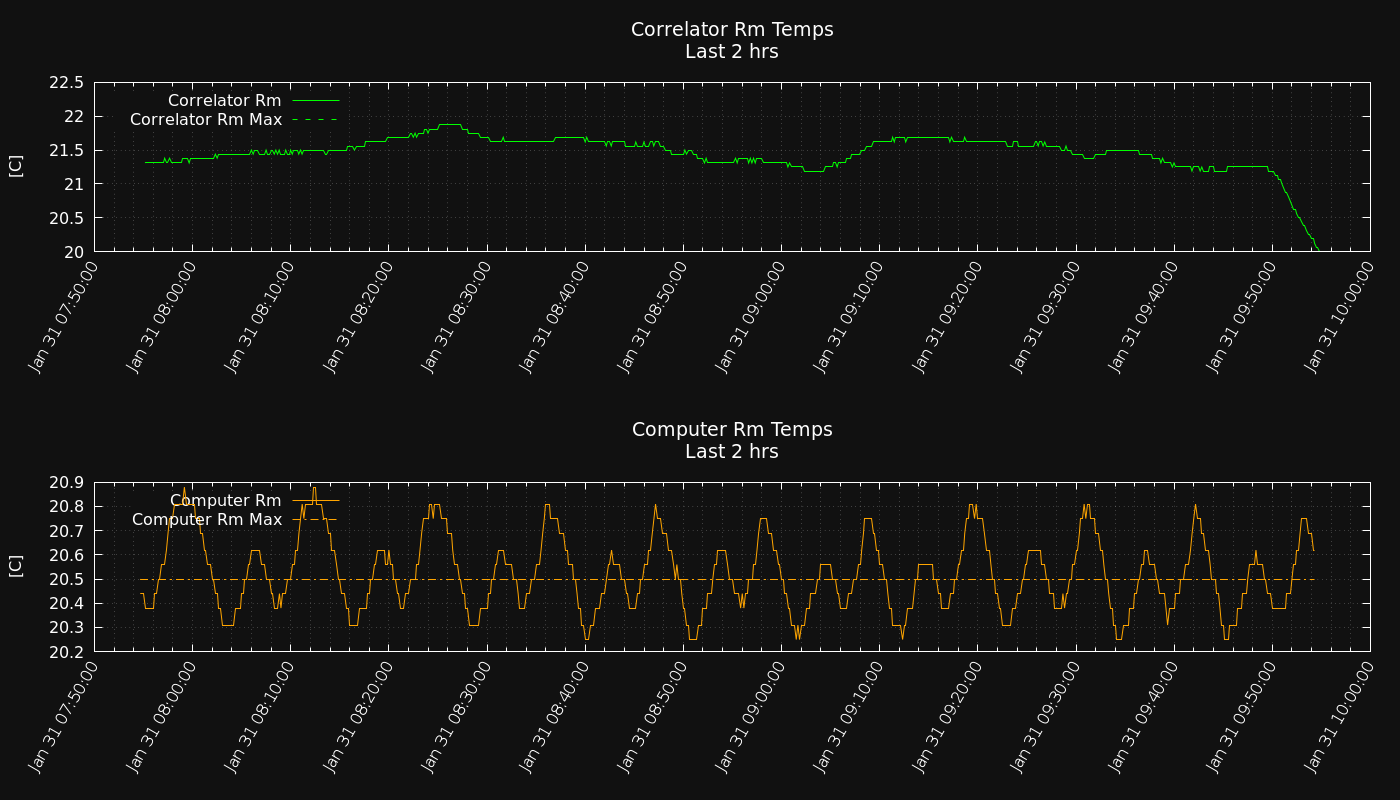 Correlator Rm Temps
Last 2 hrs
22.5
22
21.5
21
20.5
20
[C]
Correlator Rm
Correlator Rm Max
Jan 31 07:50:00
Jan 31 08:00:00
Jan 31 08:10:00
Jan 31 08:20:00
Jan 31 08:30:00
Jan 31 08:40:00
Jan 31 08:50:00
Jan 31 09:00:00
Jan 31 09:10:00
Jan 31 09:20:00
Jan 31 09:30:00
Jan 31 09:40:00
Jan 31 09:50:00
Jan 31 10:00:00
Computer Rm Temps
Last 2 hrs
20.9
20.8
20.7
20.6
20.5
20.4
20.3
20.2
[C]
Computer Rm
Computer Rm Max
Jan 31 07:50:00
Jan 31 08:00:00
Jan 31 08:10:00
Jan 31 08:20:00
Jan 31 08:30:00
Jan 31 08:40:00
Jan 31 08:50:00
Jan 31 09:00:00
Jan 31 09:10:00
Jan 31 09:20:00
Jan 31 09:30:00
Jan 31 09:40:00
Jan 31 09:50:00
Jan 31 10:00:00